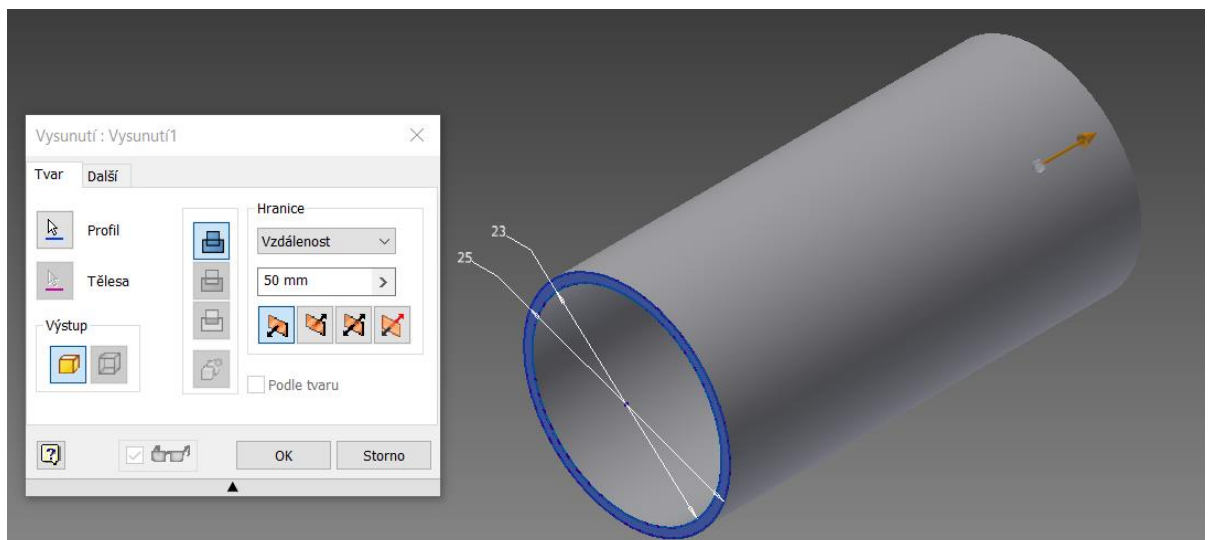 Vysunutí : Vysunutí1
Tvar
Další
Profil
Tělesa
Výstup
Hranice
Vzdálenost
50 mm
Podle tvaru
OK
Storno
23
25